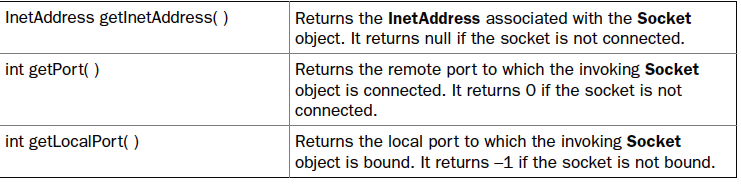 InetAddress getInetAddress( )
Returns the InetAddress associated with the Socket
object. It returns null if the socket is not connected.
int getPort( )
Returns the remote port to which the invoking Socket
object is connected. It returns 0 if the socket is not
connected.
int getLocalPort( )
Returns the local port to which the invoking Socket
object is bound. It returns –1 if the socket is not bound.